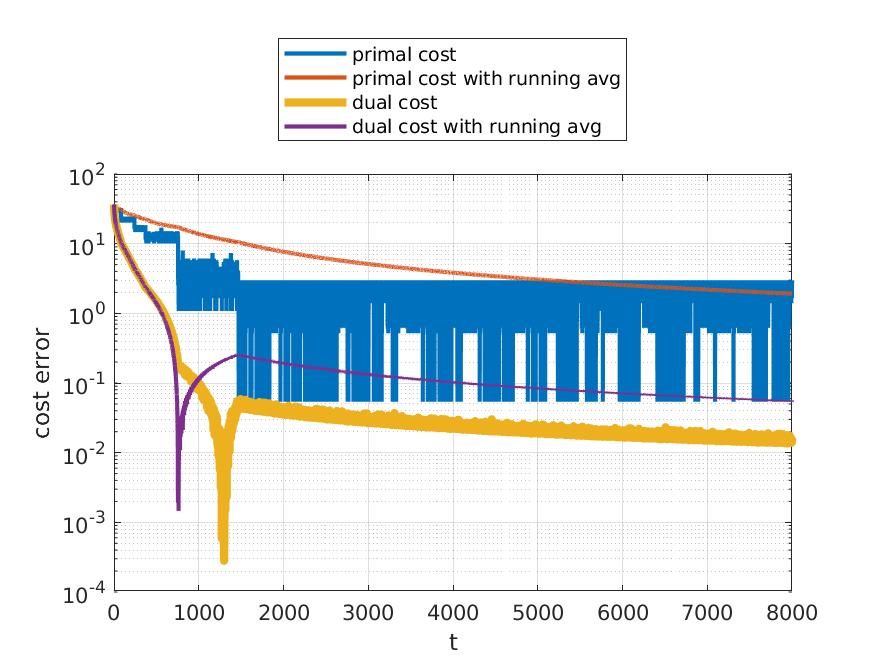 primal cost
primal cost with running avg
dual cost
dual cost with running avg
10^2
10^1
10^0
10^-1
10^-2
10^-3
10^-4
cost error
0 1000 2000 3000 4000 5000 6000 7000 8000
t